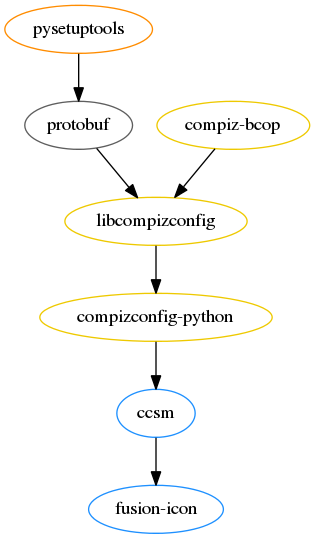 pysetuptools
protobuf
compiz-bcop
libcompizconfig
compizconfig-python
ccsm
fusion-icon